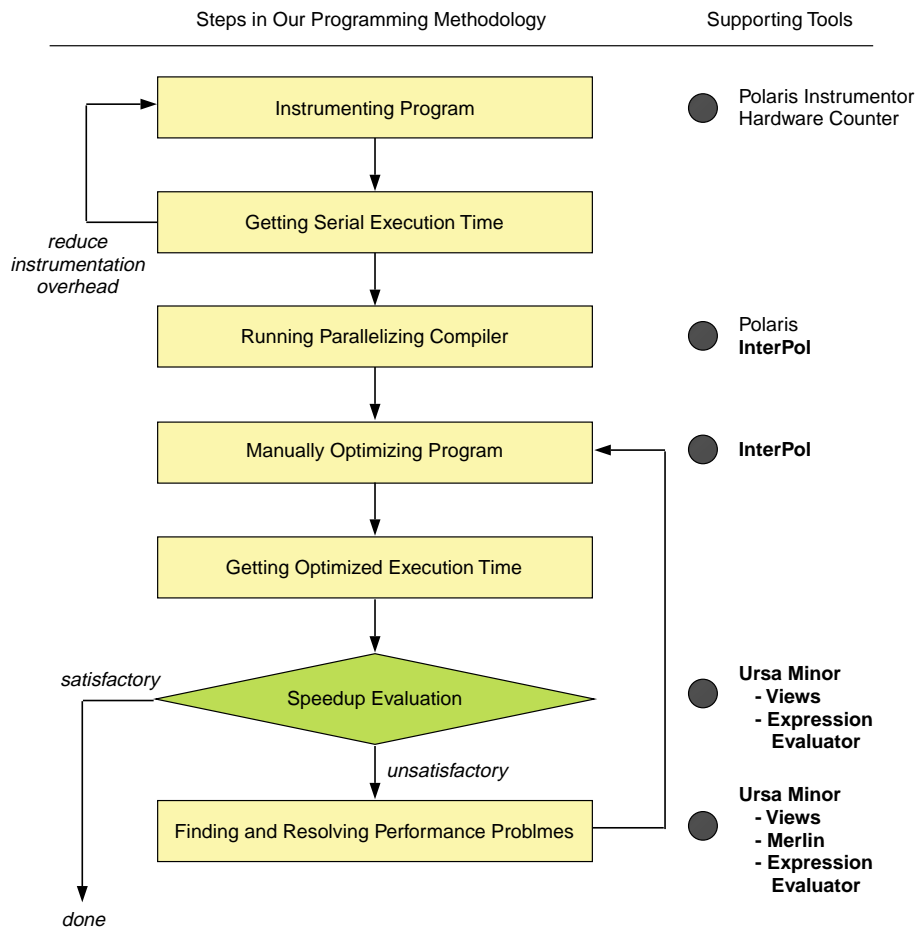 Steps in Our Programming Methodology
Supporting Tools
Instrumenting Program
Polaris Instrumentor
Hardware Counter
Getting Serial Execution Time
reduce
instrumentation
overhead
Running Parallelizing Compiler
Polaris
InterPol
Manually Optimizing Program
InterPol
Getting Optimized Execution Time
satisfactory
Speedup Evaluation
Ursa Minor
- Views
- Expression
Evaluator
unsatisfactory
Finding and Resolving Performance Problmes
Ursa Minor
- Views
- Merlin
- Expression
Evaluator
done